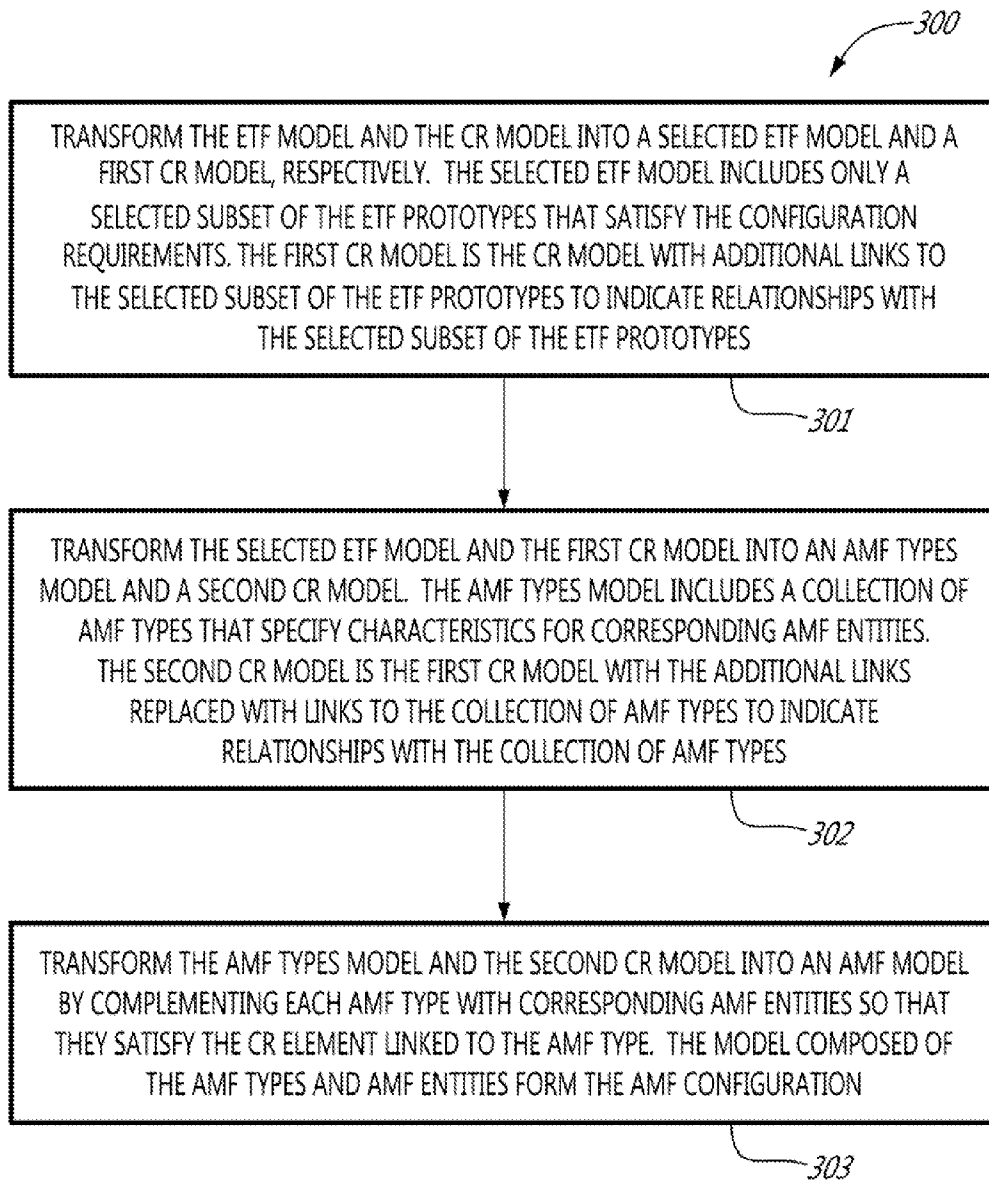 300
TRANSFORM THE ETF MODEL AND THE CR MODEL INTO A SELECTED ETF MODEL AND A
FIRST CR MODEL, RESPECTIVELY. THE SELECTED ETF MODEL INCLUDES ONLY A
SELECTED SUBSET OF THE ETF PROTOTYPES THAT SATISFY THE CONFIGURATION
REQUIREMENTS. THE FIRST CR MODEL IS THE CR MODEL WITH ADDITIONAL LINKS TO
THE SELECTED SUBSET OF THE ETF PROTOTYPES TO INDICATE RELATIONSHIPS WITH
THE SELECTED SUBSET OF THE ETF PROTOTYPES
301
TRANSFORM THE SELECTED ETF MODEL AND THE FIRST CR MODEL INTO AN AMF TYPES
MODEL AND A SECOND CR MODEL. THE AMF TYPES MODEL INCLUDES A COLLECTION OF
AMF TYPES THAT SPECIFY CHARACTERISTICS FOR CORRESPONDING AMF ENTITIES.
THE SECOND CR MODEL IS THE FIRST CR MODEL WITH THE ADDITIONAL LINKS
REPLACED WITH LINKS TO THE COLLECTION OF AMF TYPES TO INDICATE
RELATIONSHIPS WITH THE COLLECTION OF AMF TYPES
302
TRANSFORM THE AMF TYPES MODEL AND THE SECOND CR MODEL INTO AN AMF MODEL
BY COMPLEMENTING EACH AMF TYPE WITH CORRESPONDING AMF ENTITIES SO THAT
THEY SATISFY THE CR ELEMENT LINKED TO THE AMF TYPE. THE MODEL COMPOSED OF
THE AMF TYPES AND AMF ENTITIES FORM THE AMF CONFIGURATION
303